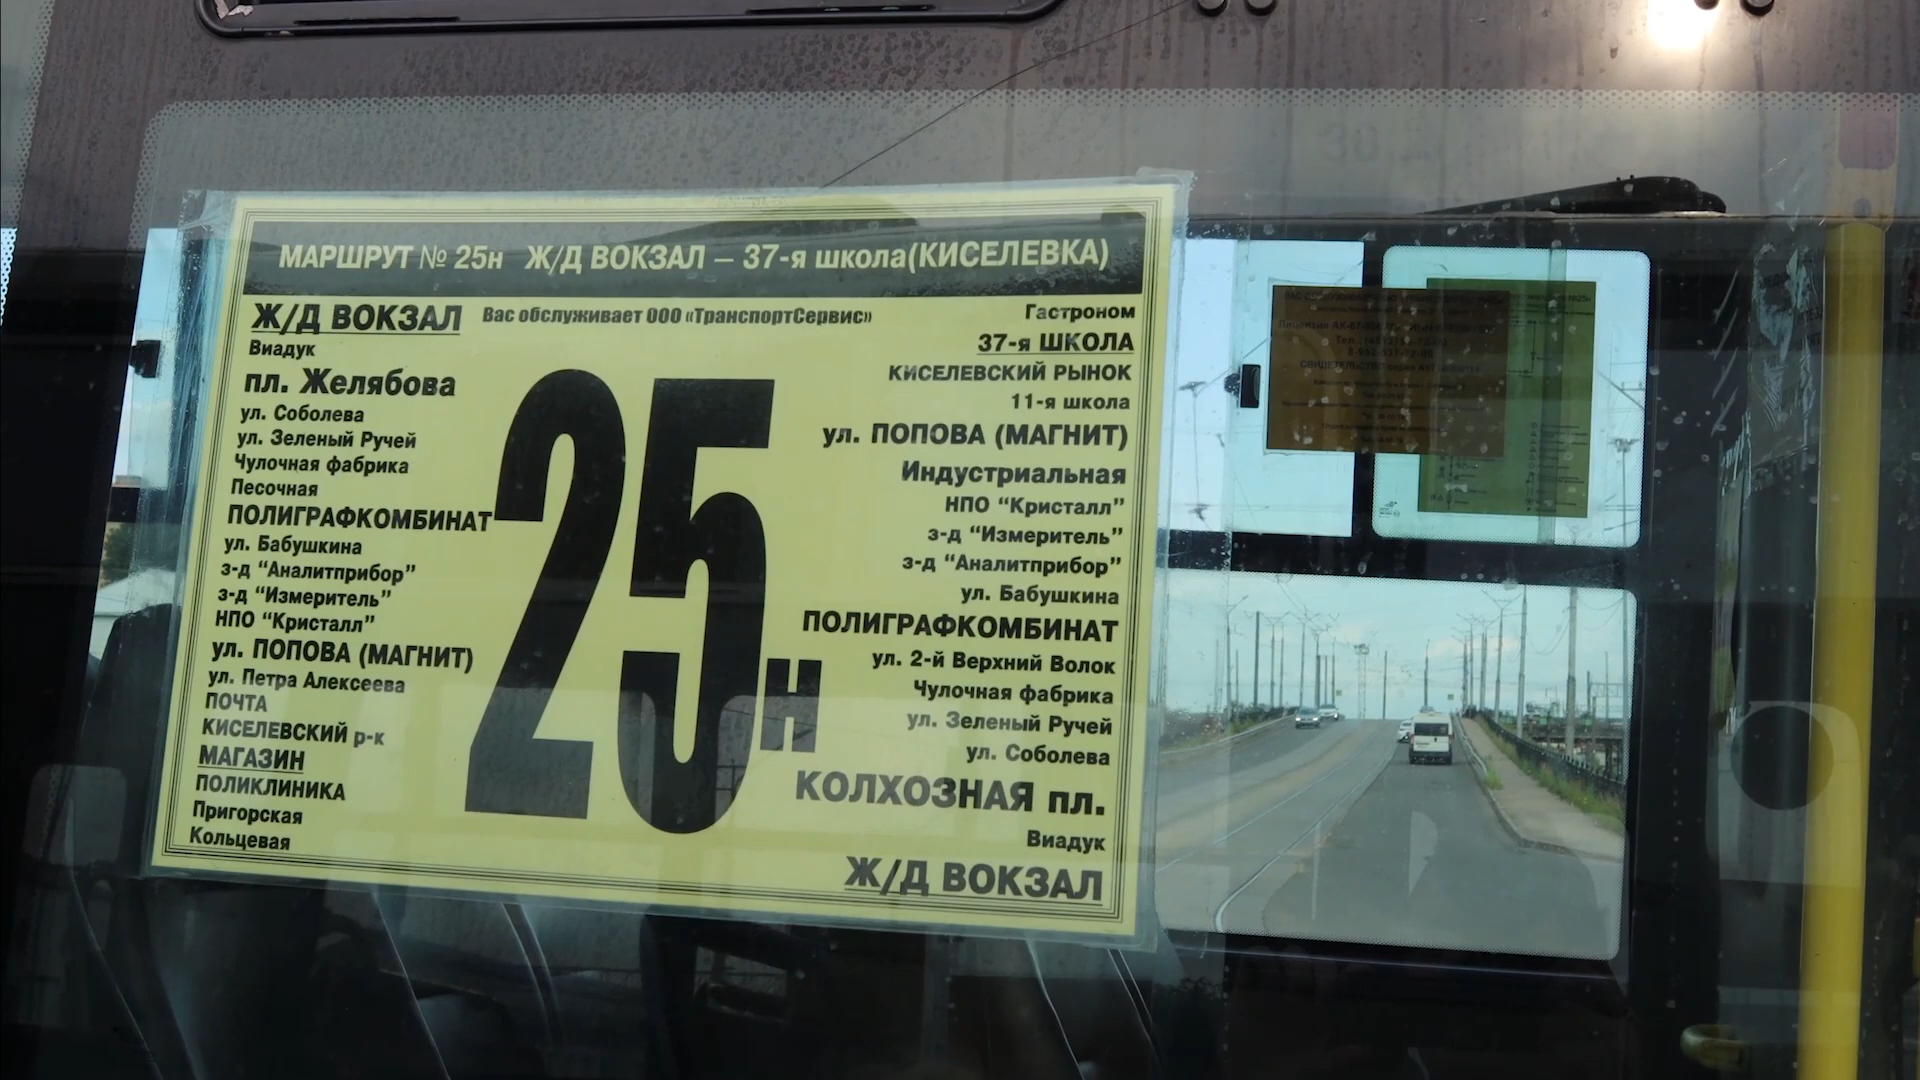 МАРШРУТ № 25н Ж/Д ВОКЗАЛ – 37-я школа(КИСЕЛЕВКА)
Ж/Д ВОКЗАЛ
Вас обслуживает ООО «ТранспортСервис»
Виадук
пл. Желябова
ул. Соболева
ул. Зеленый Ручей
Чулочная фабрика
Песочная
ПОЛИГРАФКОМБИНАТ
ул. Бабушкина
з-д “Аналитприбор”
з-д “Измеритель”
НПО “Кристалл”
ул. ПОПОВА (МАГНИТ)
ул. Петра Алексеева
ПОЧТА
КИСЕЛЕВСКИЙ р-к
МАГАЗИН
ПОЛИКЛИНИКА
Пригорская
Кольцевая
25н
Гастроном
37-я ШКОЛА
КИСЕЛЕВСКИЙ РЫНОК
11-я школа
ул. ПОПОВА (МАГНИТ)
Индустриальная
НПО “Кристалл”
з-д “Измеритель”
з-д “Аналитприбор”
ул. Бабушкина
ПОЛИГРАФКОМБИНАТ
ул. 2-й Верхний Волок
Чулочная фабрика
ул. Зеленый Ручей
ул. Соболева
КОЛХОЗНАЯ пл.
Виадук
Ж/Д ВОКЗАЛ